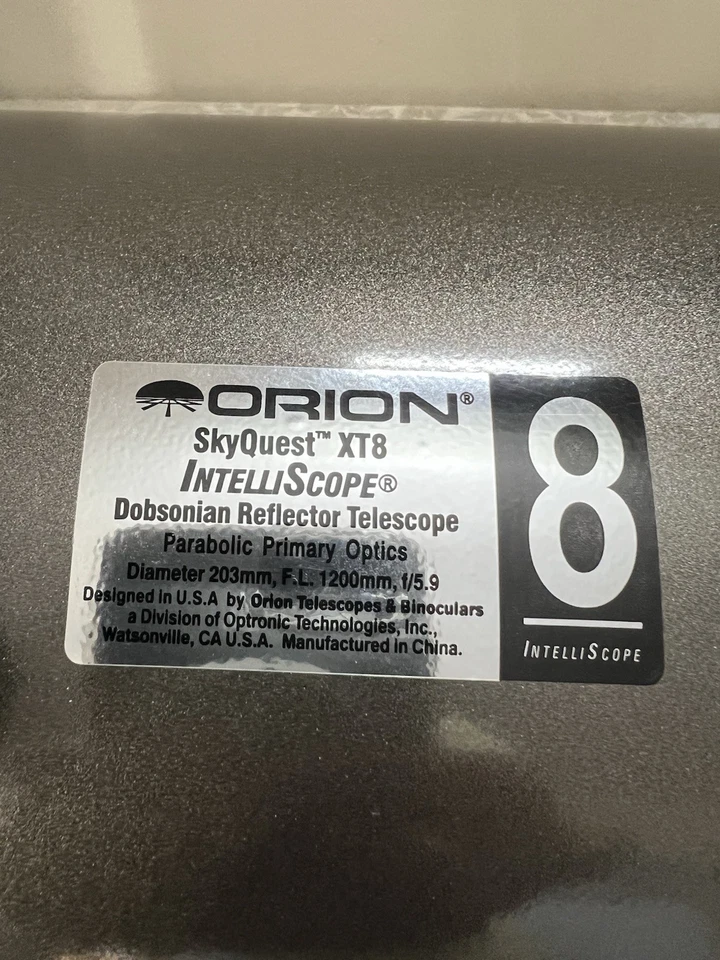 ORION®
SkyQuest™ XT8
INTELLISCOPE®
Dobsonian Reflector Telescope
Parabolic Primary Optics
Diameter 203mm, F.L. 1200mm, f/5.9
Designed in U.S.A by Orion Telescopes & Binoculars
a Division of Optronic Technologies, Inc.,
Watsonville, CA U.S.A. Manufactured in China.
8
INTELLISCOPE